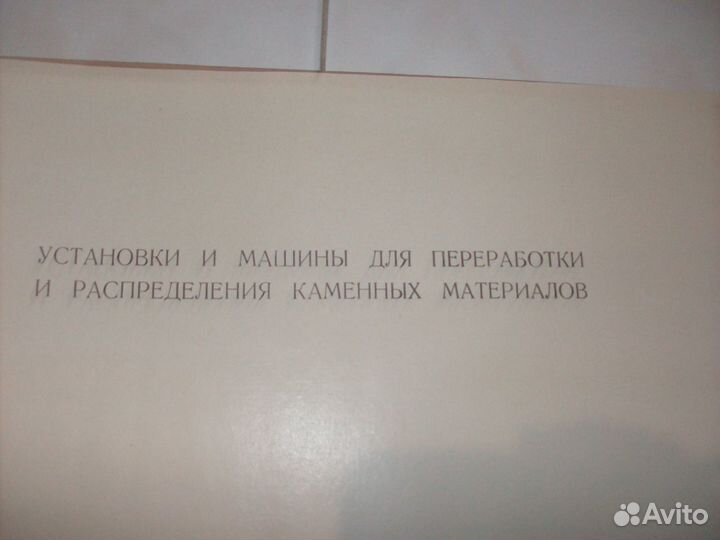 УСТАНОВКИ И МАШИНЫ ДЛЯ ПЕРЕРАБОТКИ
И РАСПРЕДЕЛЕНИЯ КАМЕННЫХ МАТЕРИАЛОВ
Avito